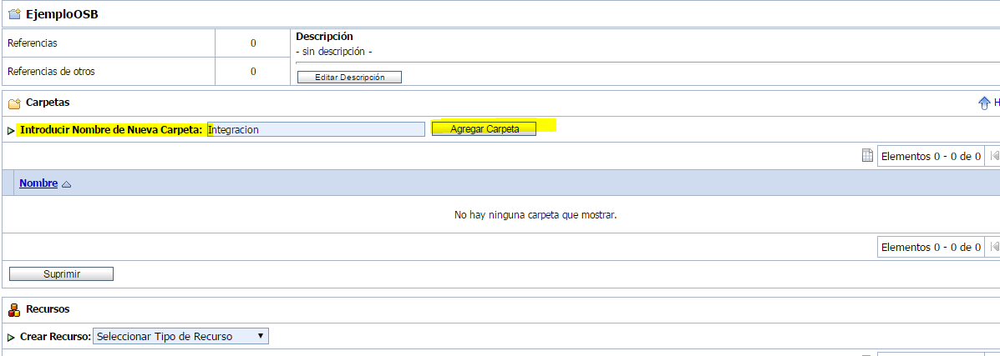 EjemploOSB
Referencias 0
Descripción
- sin descripción -
Referencias de otros 0
Editar Descripción
Carpetas H
Introducir Nombre de Nueva Carpeta: Integracion Agregar Carpeta
Elementos 0 - 0 de 0
Nombre
No hay ninguna carpeta que mostrar.
Elementos 0 - 0 de 0
Suprimir
Recursos
Crear Recurso: Seleccionar Tipo de Recurso